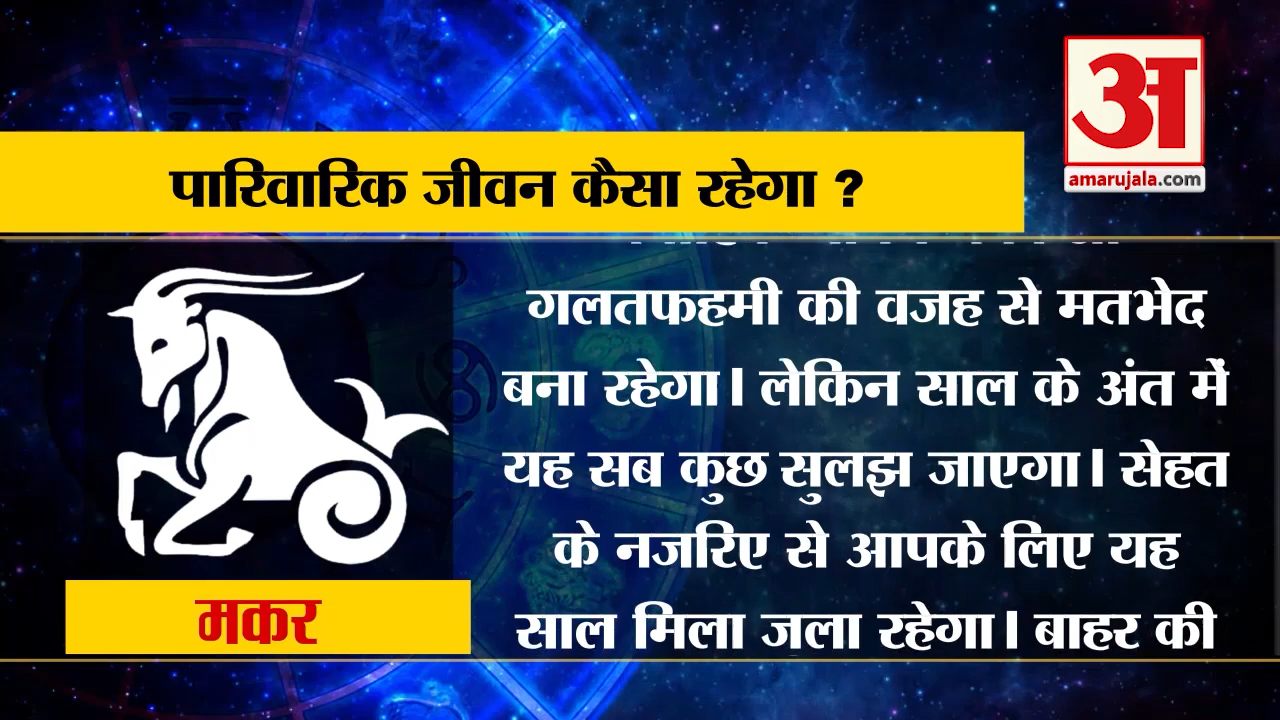 अ
amarujala.com
पारिवारिक जीवन कैसा रहेगा ?
गलतफहमी की वजह से मतभेद
बना रहेगा। लेकिन साल के अंत में
यह सब कुछ सुलझ जाएगा। सेहत
के नजरिए से आपके लिए यह
साल मिला जला रहेगा। बाहर की
मकर